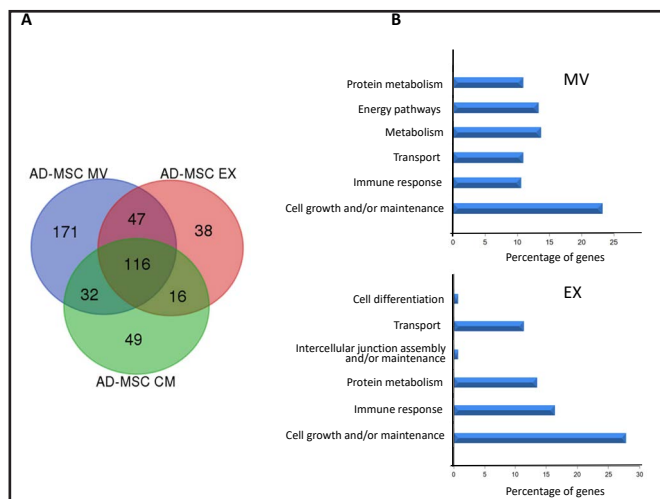 A
AD-MSC MV
AD-MSC EX
171
47
38
116
32
16
49
AD-MSC CM
B
MV
Protein metabolism
Energy pathways
Metabolism
Transport
Immune response
Cell growth and/or maintenance
0 5 10 15 20 25
Percentage of genes
EX
Cell differentiation
Transport
Intercellular junction assembly
and/or maintenance
Protein metabolism
Immune response
Cell growth and/or maintenance
0 5 10 15 20 25 30
Percentage of genes